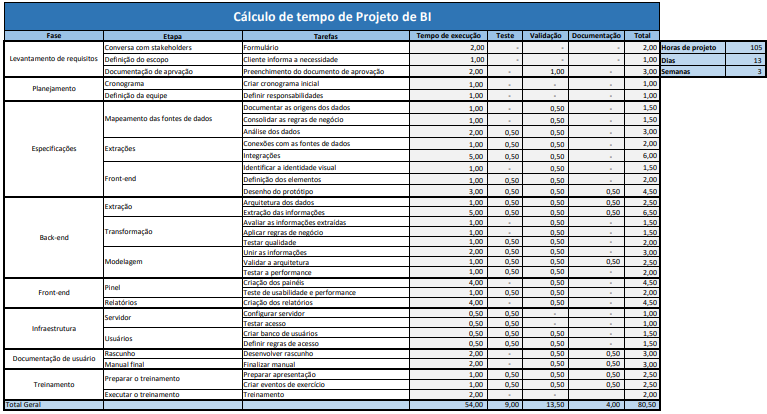 Cálculo de tempo de Projeto de BI
Fase Etapa Tarefas Tempo de execução Teste Validação Documentação Total
Levantamento de requisitos Conversa com stakeholders Formulário 2,00 - - - 2,00 Horas de projeto 105
Definição do escopo Cliente informa a necessidade 1,00 - - - 1,00 Dias 13
Documentação de aprvação Preenchimento do documento de aprovação 2,00 - 1,00 - 3,00 Semanas 3
Planejamento Cronograma Criar cronograma inicial 1,00 1,00
Definição da equipe Definir responsabilidades 1,00 1,00
Especificações Mapeamento das fontes de dados Documentar as origens dos dados 1,00 - 0,50 - 1,50
Consolidar as regras de negócio 1,00 - 0,50 - 1,50
Análise dos dados 2,00 0,50 0,50 - 3,00
Extrações Conexões com as fontes de dados 1,00 0,50 0,50 - 2,00
Integrações 5,00 0,50 0,50 - 6,00
Front-end Identificar a identidade visual 1,00 - 0,50 - 1,50
Definição dos elementos 1,00 0,50 0,50 - 2,00
Desenho do protótipo 3,00 0,50 0,50 0,50 4,50
Back-end Extração Arquitetura dos dados 1,00 0,50 0,50 0,50 2,50
Extração das informações 5,00 0,50 0,50 0,50 6,50
Transformação Avaliar as informações extraídas 1,00 - 0,50 - 1,50
Aplicar regras de negócio 1,00 - 0,50 - 1,50
Testar qualidade 1,00 0,50 0,50 - 2,00
Modelagem Unir as informações 2,00 0,50 0,50 - 3,00
Validar a arquitetura 1,00 0,50 0,50 0,50 2,50
Testar a performance 1,00 0,50 0,50 - 2,00
Front-end Pinel Criação dos painéis 4,00 - 0,50 - 4,50
Teste de usabilidade e performance 1,00 0,50 0,50 - 2,00
Relatórios Criação dos relatórios 4,00 - 0,50 - 4,50
Infraestrutura Servidor Configurar servidor 0,50 0,50 - - 1,00
Testar acesso 0,50 0,50 - - 1,00
Usuários Criar banco de usuários 0,50 0,50 0,50 - 1,50
Definir regras de acesso 0,50 0,50 0,50 - 1,50
Documentação de usuário Rascunho Desenvolver rascunho 2,00 - 0,50 0,50 3,00
Manual final Finalizar manual 2,00 - 0,50 0,50 3,00
Treinamento Preparar o treinamento Preparar apresentação 1,00 0,50 0,50 0,50 2,50
Criar eventos de exercício 1,00 0,50 0,50 0,50 2,50
Executar o treinamento Treinamento 2,00 - - - 2,00
Total Geral 54,00 9,00 13,50 4,00 80,50